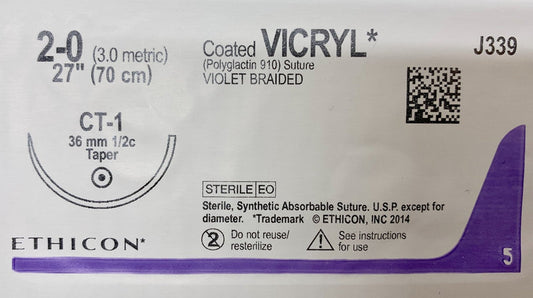 2-0 (3.0 metric)
27" (70 cm)
Coated VICRYL*
(Polyglactin 910) Suture
VIOLET BRAIDED
J339
CT-1
36 mm 1/2c
Taper
STERILE EO
Sterile, Synthetic Absorbable Suture. U.S.P. except for
diameter. *Trademark © ETHICON, INC 2014
2 Do not reuse/
resterilize
See instructions
for use
ETHICON*
5